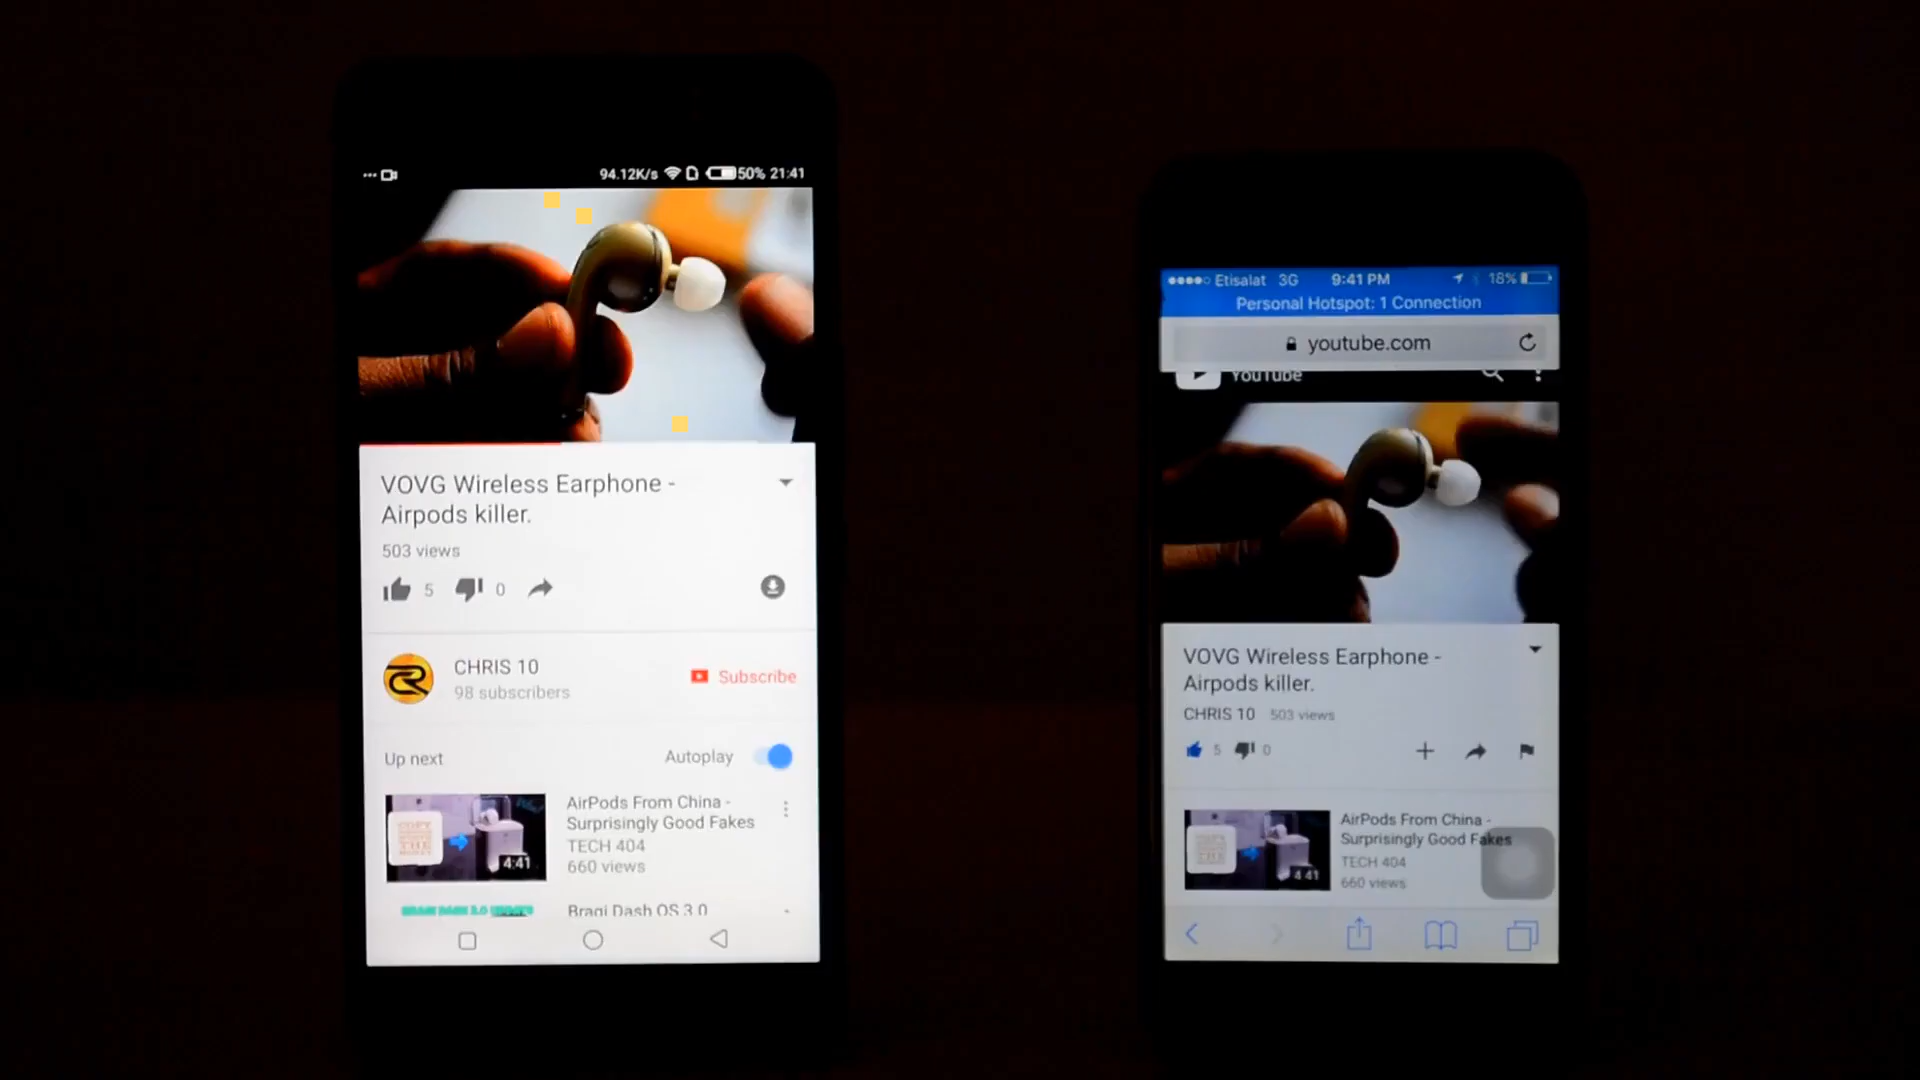 94.12K/s 50% 21:41
VOVG Wireless Earphone -
Airpods killer.
503 views
5 0
CHRIS 10
98 subscribers
Subscribe
Up next
Autoplay
AirPods From China -
Surprisingly Good Fakes
TECH 404
660 views
4:41
Bragi Dash OS 3.0
Etisalat 3G 9:41 PM 18%
Personal Hotspot: 1 Connection
youtube.com
YouTube
VOVG Wireless Earphone -
Airpods killer.
CHRIS 10 503 views
5 0
AirPods From China -
Surprisingly Good Fakes
TECH 404
660 views
4:41